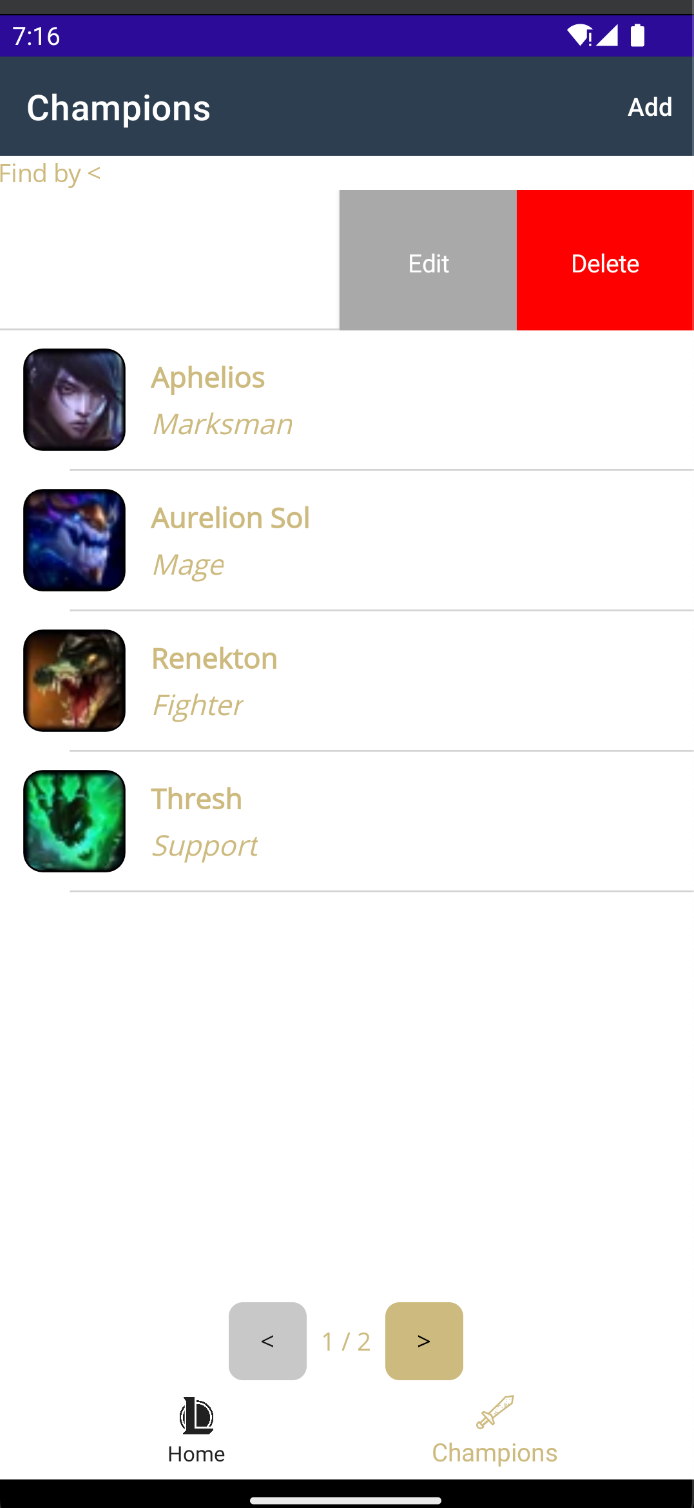 7:16
Champions Add
Find by <
Edit Delete
Aphelios
Marksman
Aurelion Sol
Mage
Renekton
Fighter
Thresh
Support
< 1 / 2 >
Home Champions